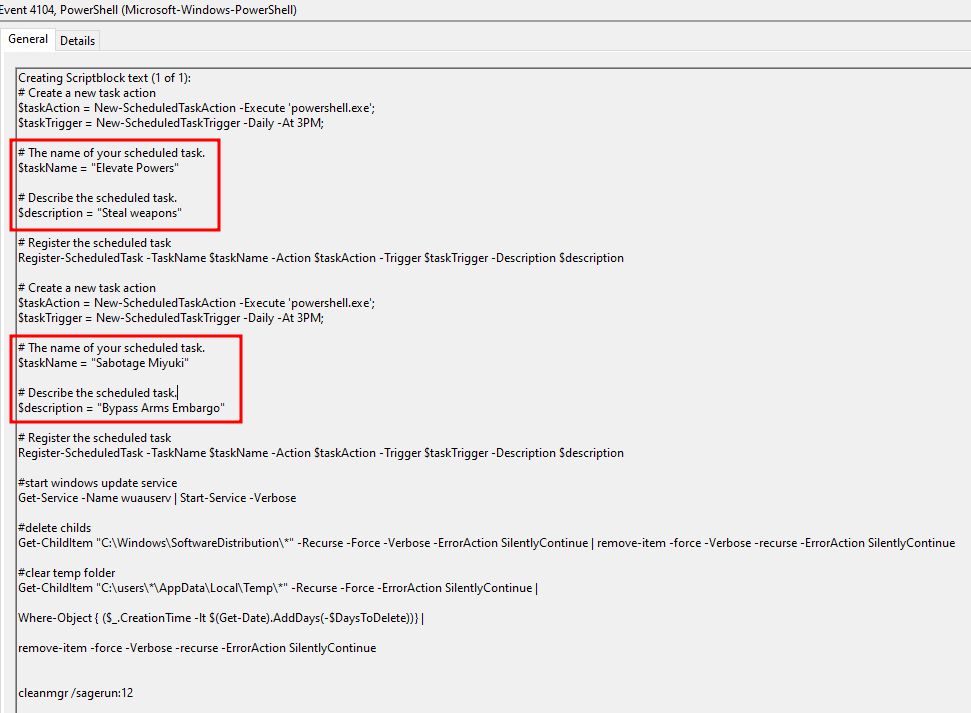 Event 4104, PowerShell (Microsoft-Windows-PowerShell)
General Details
Creating Scriptblock text (1 of 1):
# Create a new task action
$taskAction = New-ScheduledTaskAction -Execute 'powershell.exe';
$taskTrigger = New-ScheduledTaskTrigger -Daily -At 3PM;
# The name of your scheduled task.
$taskName = "Elevate Powers"
# Describe the scheduled task.
$description = "Steal weapons"
# Register the scheduled task
Register-ScheduledTask -TaskName $taskName -Action $taskAction -Trigger $taskTrigger -Description $description
# Create a new task action
$taskAction = New-ScheduledTaskAction -Execute 'powershell.exe';
$taskTrigger = New-ScheduledTaskTrigger -Daily -At 3PM;
# The name of your scheduled task.
$taskName = "Sabotage Miyuki"
# Describe the scheduled task.
$description = "Bypass Arms Embargo"
# Register the scheduled task
Register-ScheduledTask -TaskName $taskName -Action $taskAction -Trigger $taskTrigger -Description $description
#start windows update service
Get-Service -Name wuauserv | Start-Service -Verbose
#delete childs
Get-ChildItem "C:\Windows\SoftwareDistribution\*" -Recurse -Force -Verbose -ErrorAction SilentlyContinue | remove-item -force -Verbose -recurse -ErrorAction SilentlyContinue
#clear temp folder
Get-ChildItem "C:\users\*\AppData\Local\Temp\*" -Recurse -Force -ErrorAction SilentlyContinue |
Where-Object { ($_.CreationTime -lt $(Get-Date).AddDays(-$DaysToDelete))} |
remove-item -force -Verbose -recurse -ErrorAction SilentlyContinue
cleanmgr /sagerun:12